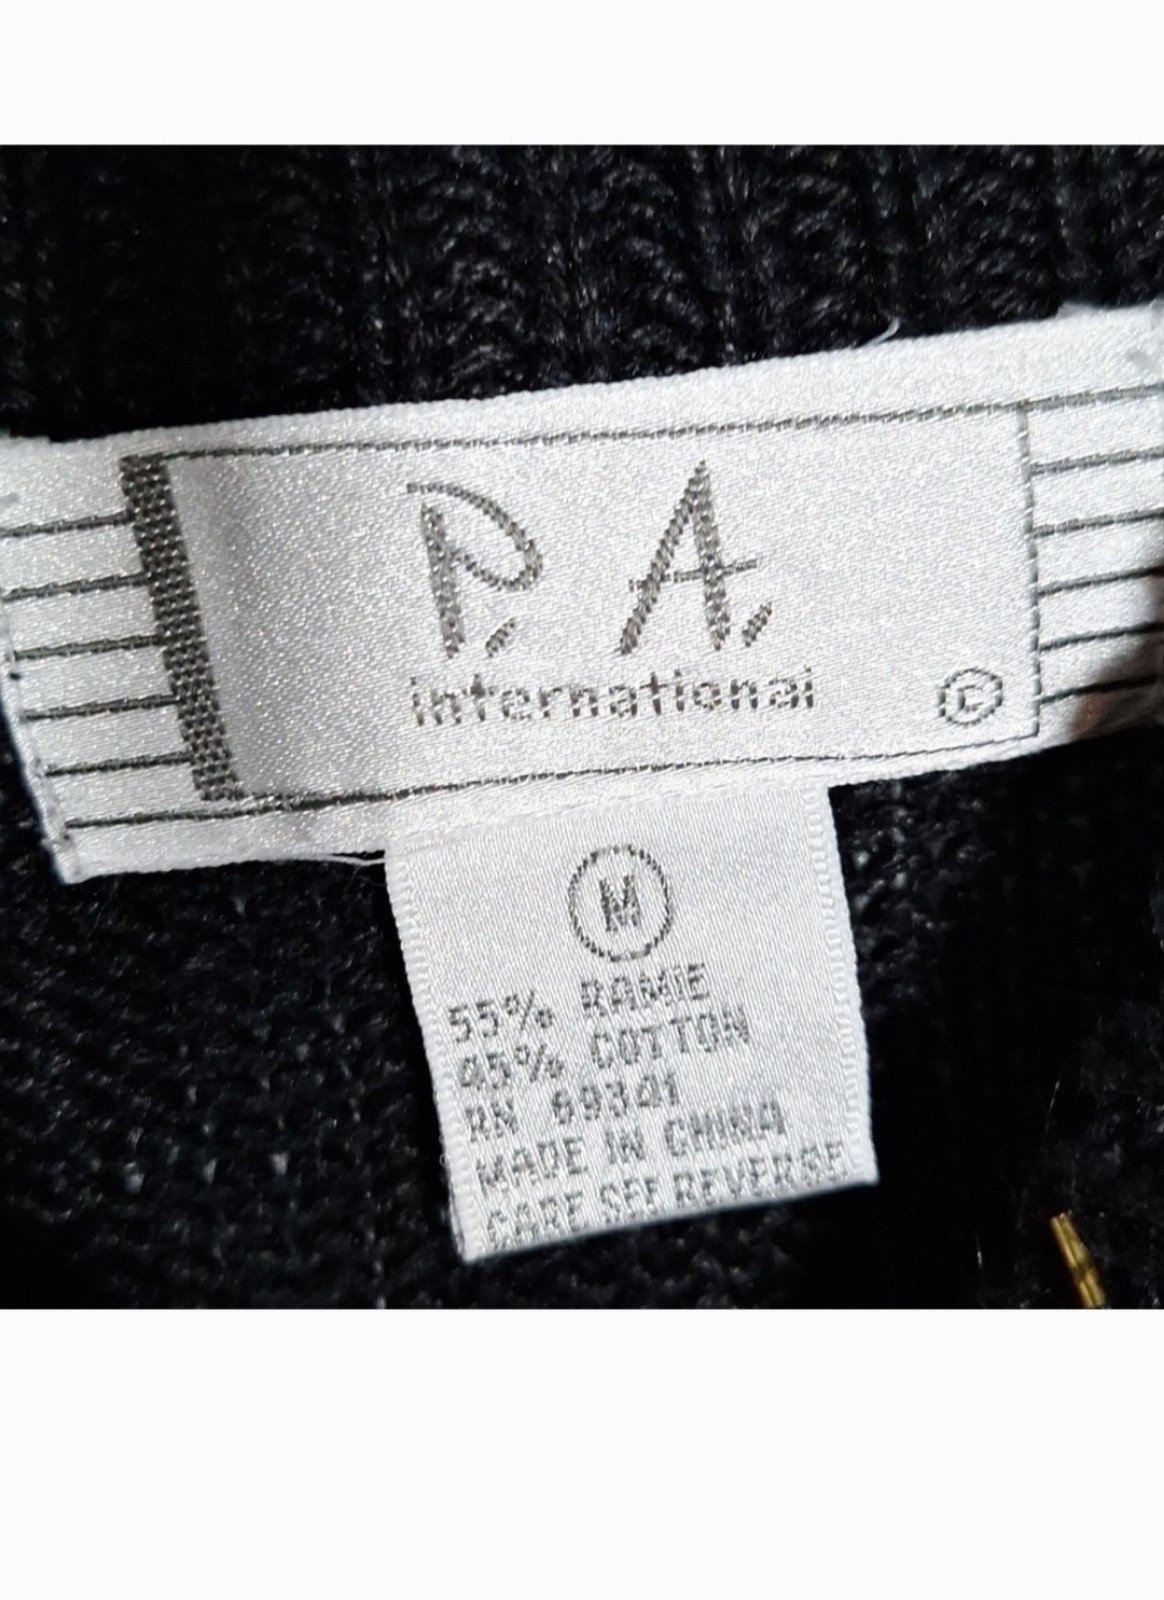 P. A.
international
©
M
55% RAMIE
45% COTTON
RN 69341
MADE IN CHINA
CARE SEE REVERSE